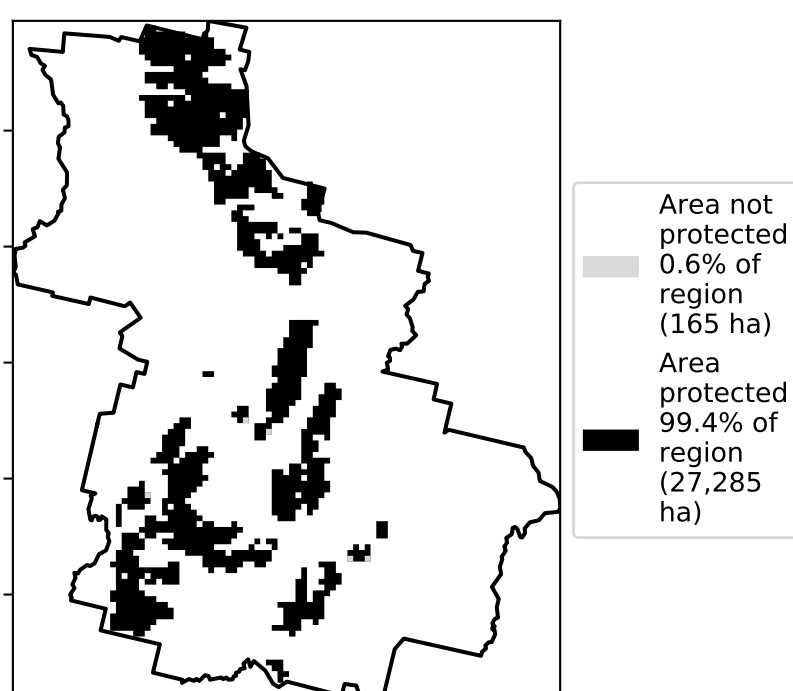 Area not
protected
0.6% of
region
(165 ha)
Area
protected
99.4% of
region
(27,285
ha)